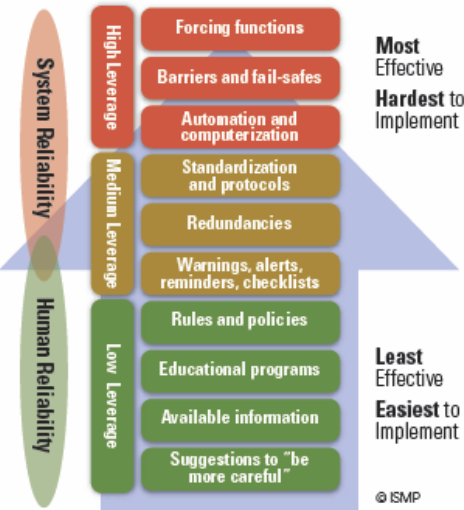 System Reliability
Human Reliability
High Leverage
Medium Leverage
Low Leverage
Forcing functions
Barriers and fail-safes
Automation and
computerization
Standardization
and protocols
Redundancies
Warnings, alerts,
reminders, checklists
Rules and policies
Educational programs
Available information
Suggestions to "be
more careful"
Most
Effective
Hardest to
Implement
Least
Effective
Easiest to
Implement
© ISMP